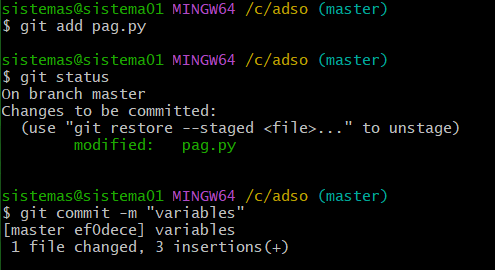 sistemas@sistema01 MINGW64 /c/adso (master)
$ git add pag.py
sistemas@sistema01 MINGW64 /c/adso (master)
$ git status
On branch master
Changes to be committed:
  (use "git restore --staged <file>..." to unstage)
        modified:   pag.py
sistemas@sistema01 MINGW64 /c/adso (master)
$ git commit -m "variables"
[master ef0dece] variables
 1 file changed, 3 insertions(+)